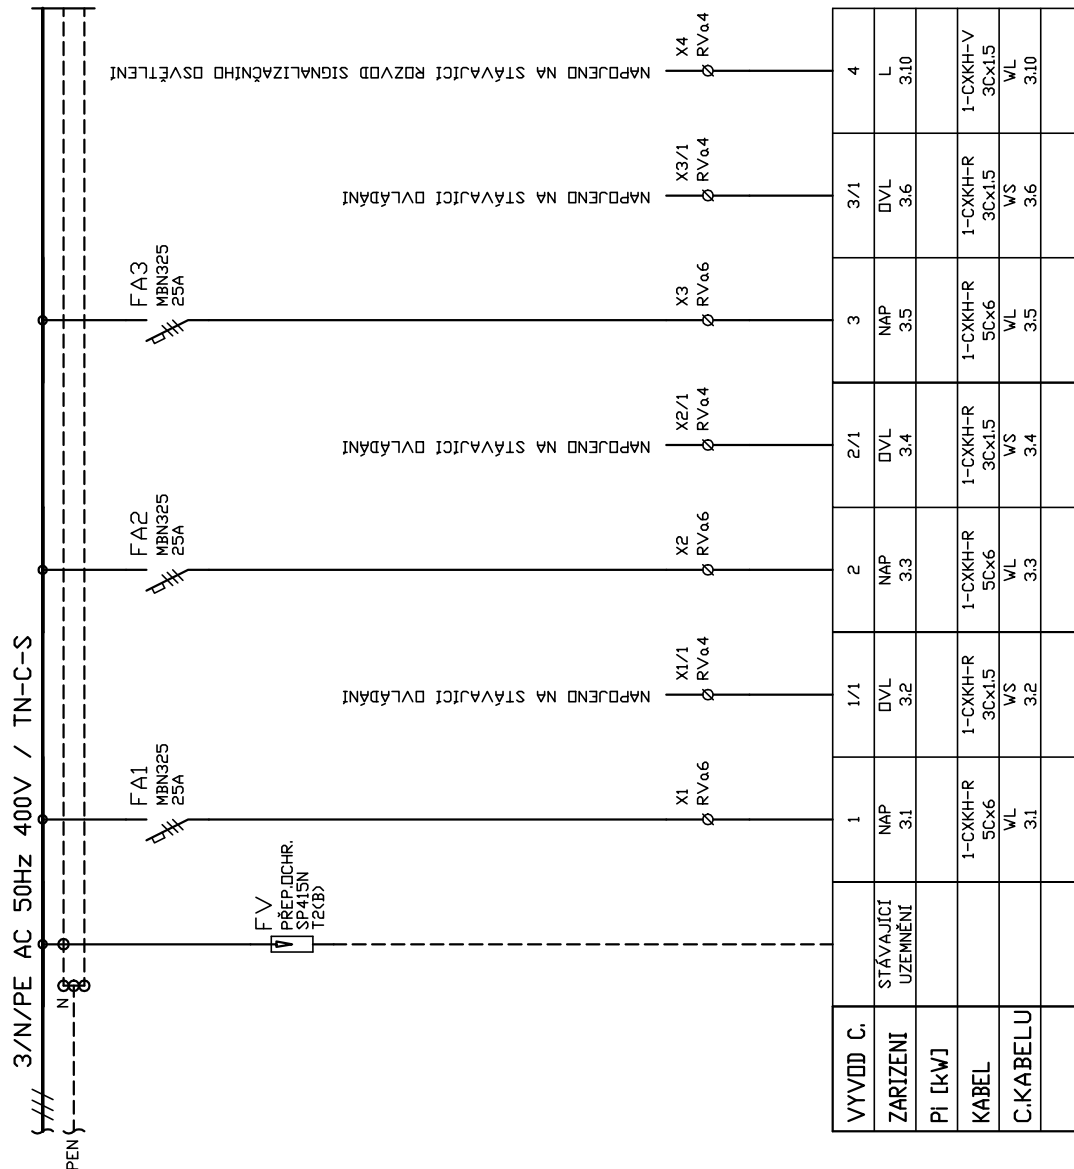 3/N/PE AC 50Hz 400V / TN-C-S
PEN
N
FV
PŘEP.OCHR.
SP415N
T2(B)
FA1
MBN325
25A
FA2
MBN325
25A
FA3
MBN325
25A
NAPOJENO NA STÁVAJÍCÍ OVLÁDÁNÍ
NAPOJENO NA STÁVAJÍCÍ OVLÁDÁNÍ
NAPOJENO NA STÁVAJÍCÍ OVLÁDÁNÍ
NAPOJENO NA STÁVAJÍCÍ ROZVOD SIGNALIZAČNÍHO OSVĚTLENÍ
X1
RVa6
X1/1
RVa4
X2
RVa6
X2/1
RVa4
X3
RVa6
X3/1
RVa4
X4
RVa4
VYVOD C. 1 1/1 2 2/1 3 3/1 4
ZARIZENI
STÁVAJÍCÍ
UZEMNĚNÍ
NAP OVL NAP OVL NAP OVL L
3.1 3.2 3.3 3.4 3.5 3.6 3.10
Pi [kW]
KABEL
1-CXKH-R 1-CXKH-R 1-CXKH-R 1-CXKH-R 1-CXKH-R 1-CXKH-R 1-CXKH-V
5Cx6 3Cx1.5 5Cx6 3Cx1.5 5Cx6 3Cx1.5 3Cx1.5
C.KABELU
WL WS WL WS WL WS WL
3.1 3.2 3.3 3.4 3.5 3.6 3.10